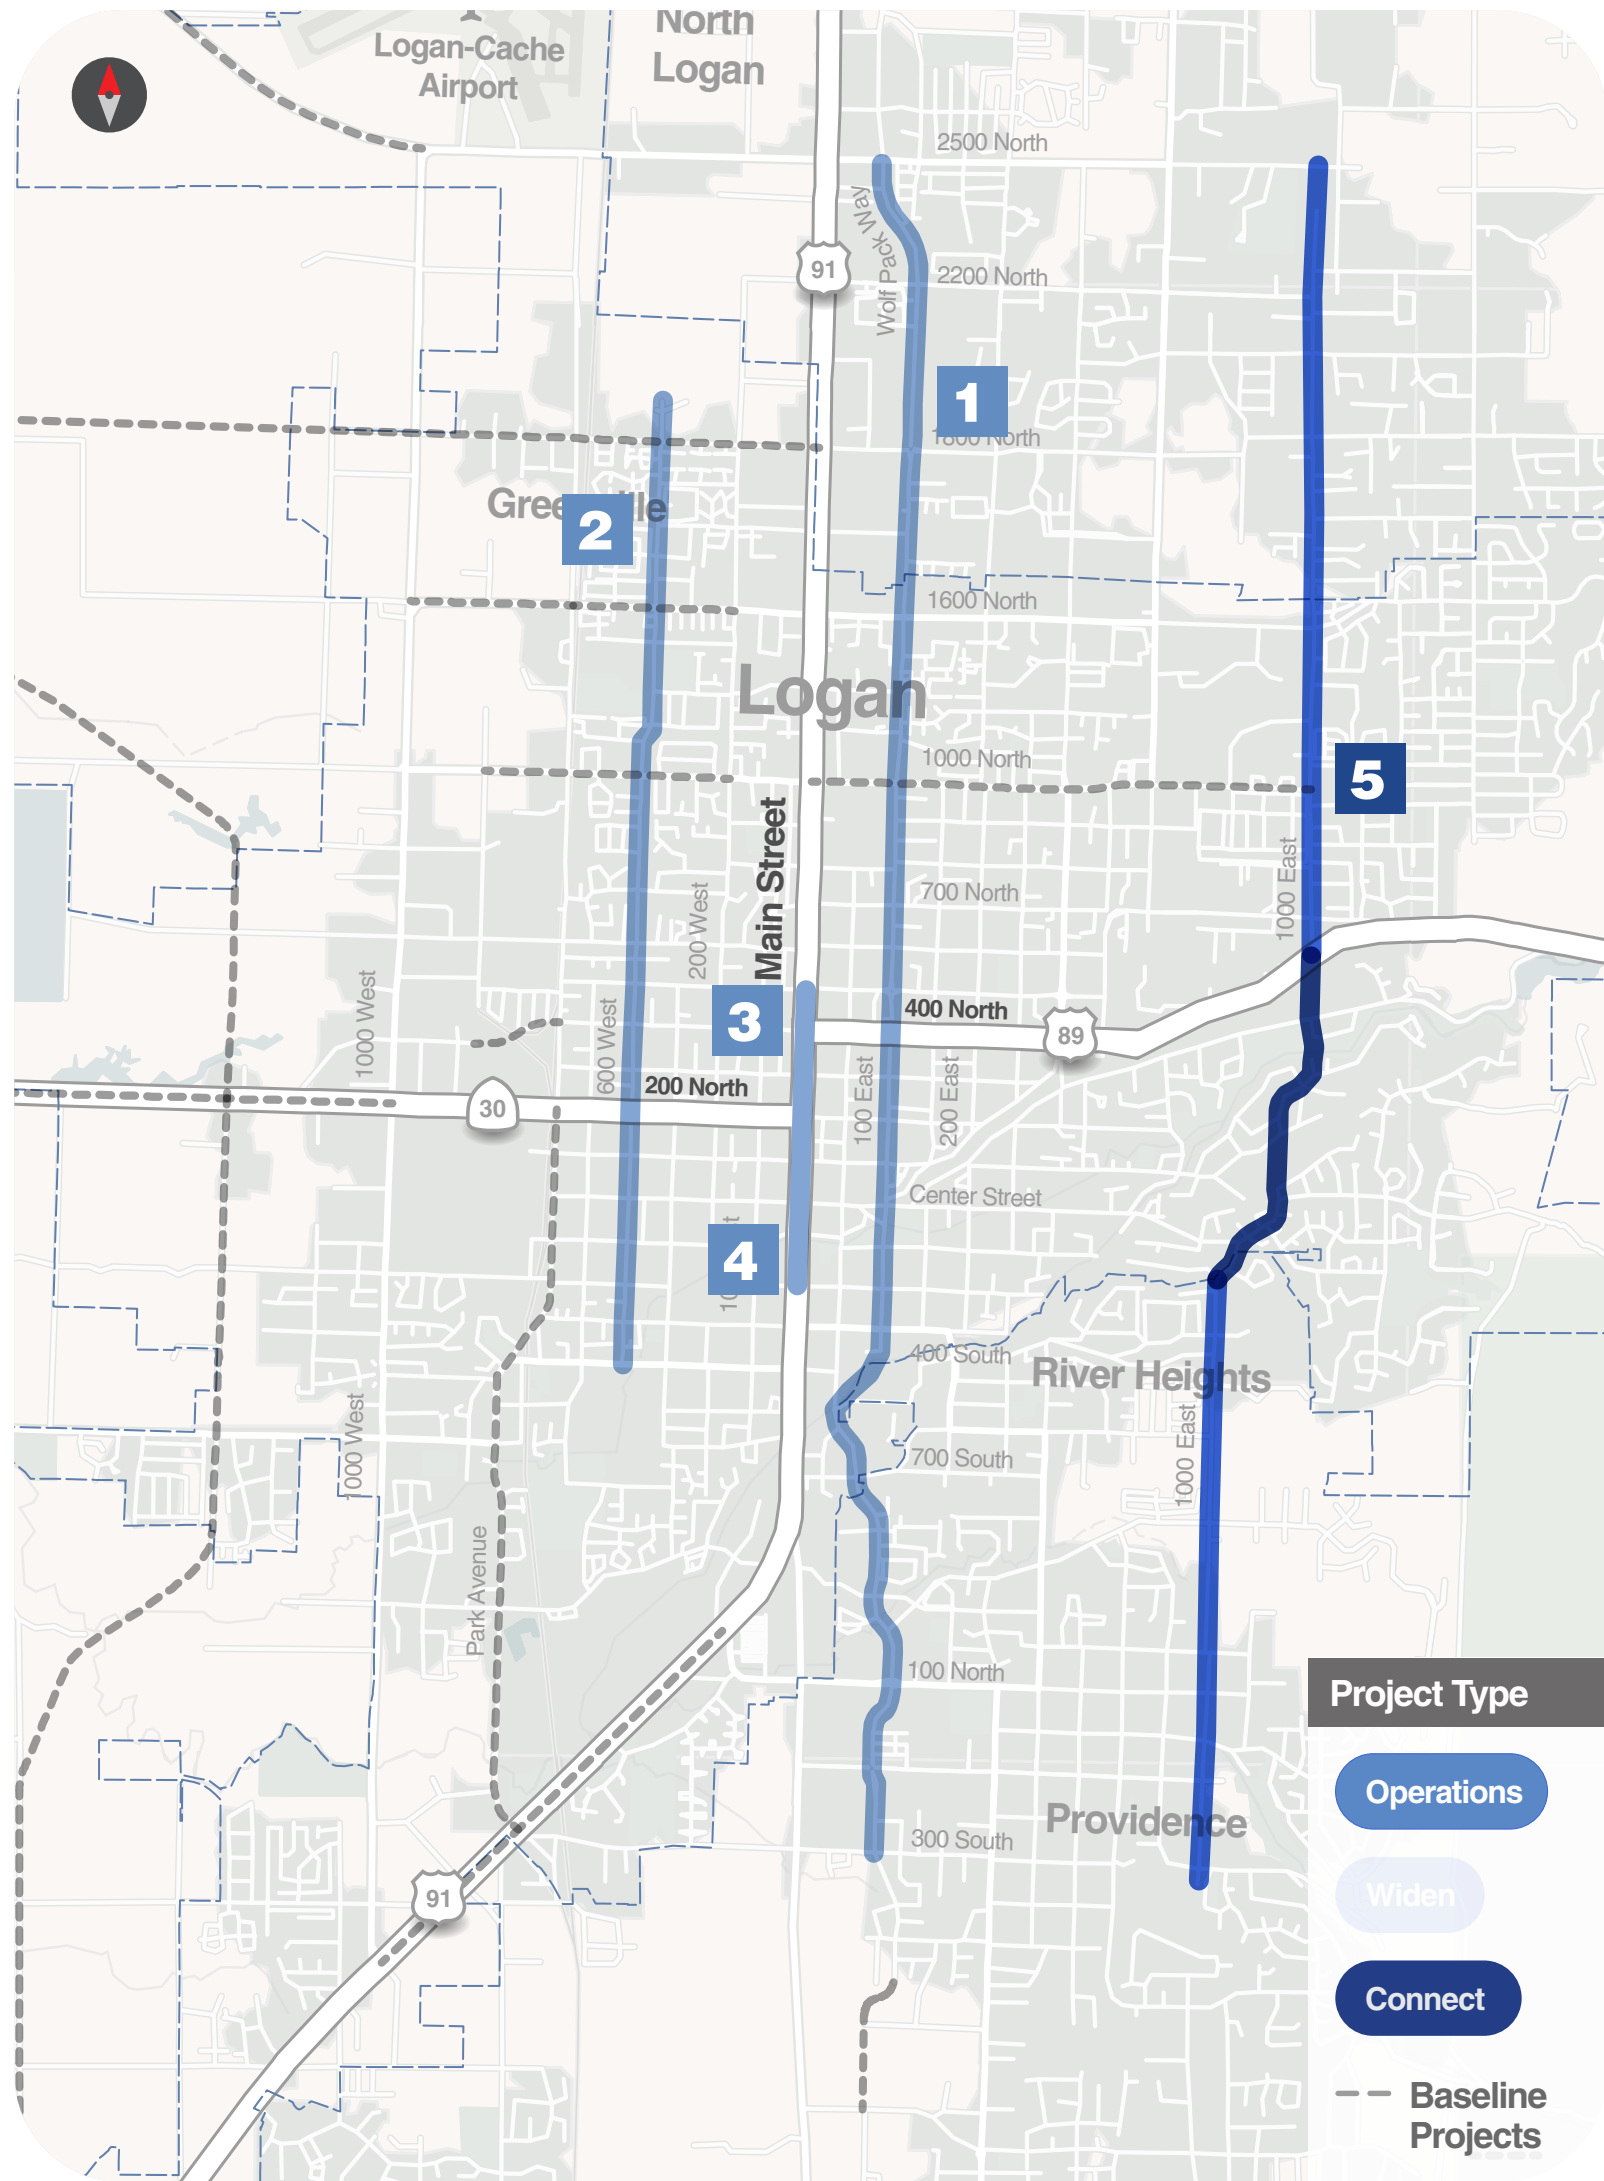 North
Logan
Logan-Cache
Airport
2500 North
Wolf Pack Way
91
2200 North
1
1800 North
Greenville
2
1600 North
Logan
1000 North
5
Main Street
1000 East
700 North
200 West
1000 West
600 West
3
400 North
89
200 North
30
100 East
200 East
Center Street
4
400 South
River Heights
1000 West
1000 East
700 South
Park Avenue
100 North
Project Type
Operations
Providence
300 South
Widen
91
Connect
Baseline
Projects